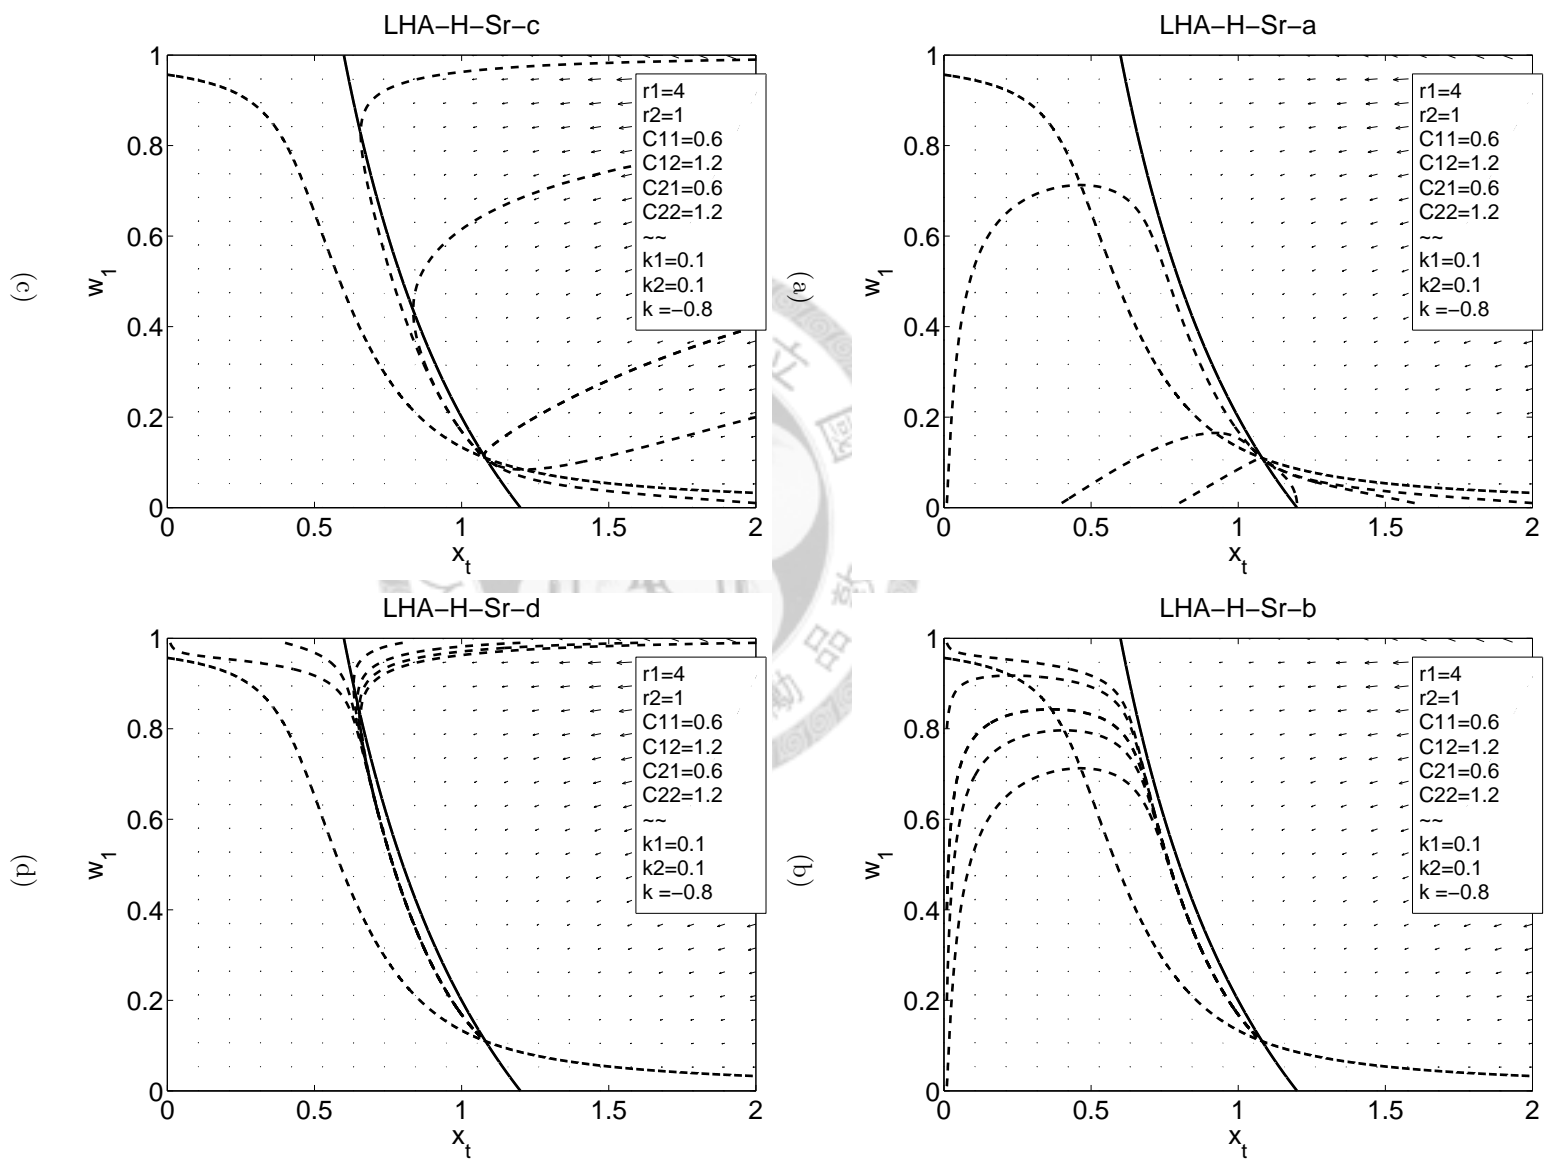 LHA−H−Sr−c
1
0.8
0.6
0.4
0.2
0
w1
0
0.5
1
1.5
2
xt
r1=4
r2=1
C11=0.6
C12=1.2
C21=0.6
C22=1.2
~~
k1=0.1
k2=0.1
k =−0.8
(c)
LHA−H−Sr−a
1
0.8
0.6
0.4
0.2
0
w1
0
0.5
1
1.5
2
xt
r1=4
r2=1
C11=0.6
C12=1.2
C21=0.6
C22=1.2
~~
k1=0.1
k2=0.1
k =−0.8
(a)
立
國
LHA−H−Sr−d
1
0.8
0.6
0.4
0.2
0
w1
0
0.5
1
1.5
2
xt
r1=4
r2=1
C11=0.6
C12=1.2
C21=0.6
C22=1.2
~~
k1=0.1
k2=0.1
k =−0.8
(d)
LHA−H−Sr−b
1
0.8
0.6
0.4
0.2
0
w1
0
0.5
1
1.5
2
xt
r1=4
r2=1
C11=0.6
C12=1.2
C21=0.6
C22=1.2
~~
k1=0.1
k2=0.1
k =−0.8
(b)
品